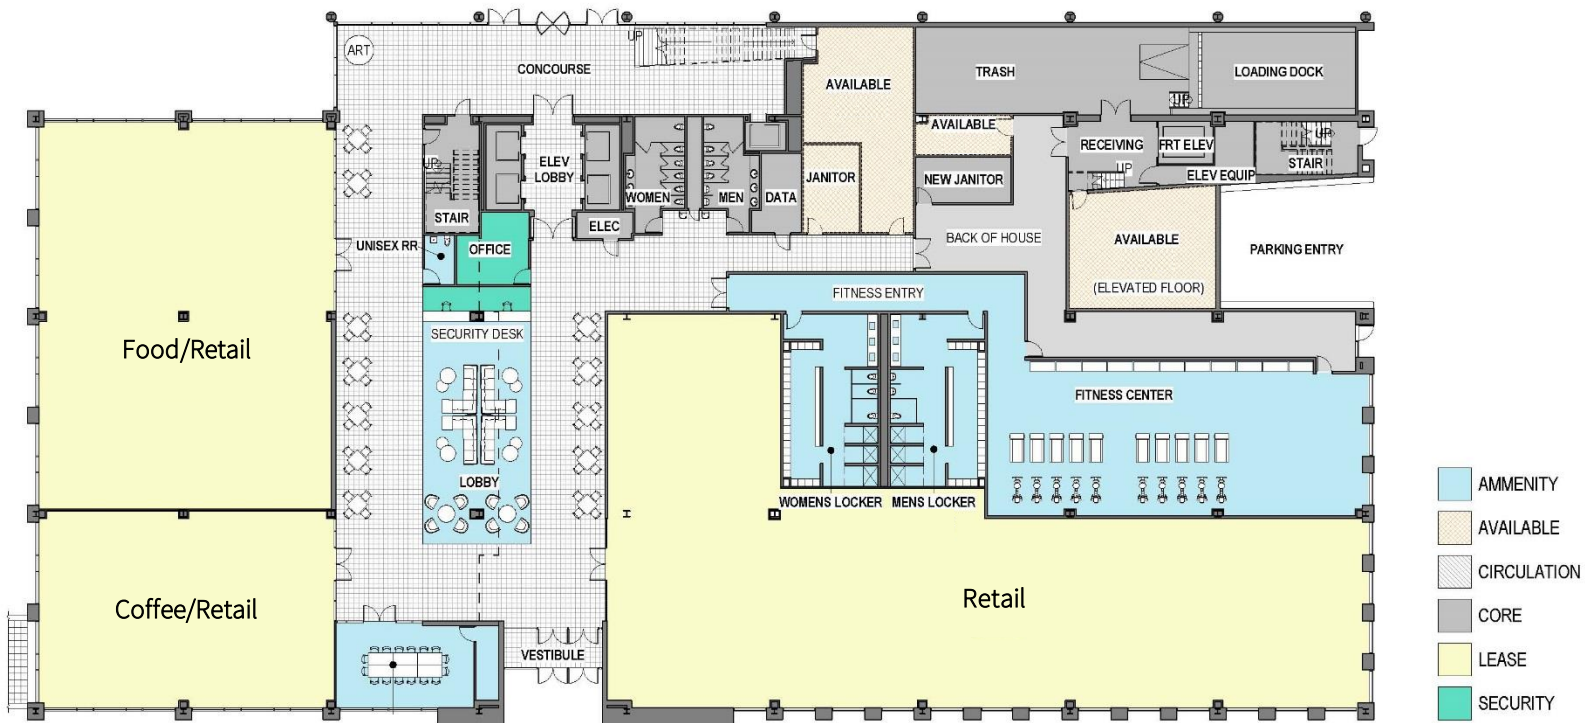 UP
ART
CONCOURSE
AVAILABLE
TRASH
LOADING DOCK
UP
AVAILABLE
RECEIVING
FRT ELEV
UP
STAIR
UP
ELEV
LOBBY
UP
ELEV EQUIP
WOMEN
MEN
DATA
JANITOR
NEW JANITOR
STAIR
ELEC
UNISEX RR
OFFICE
BACK OF HOUSE
AVAILABLE
PARKING ENTRY
(ELEVATED FLOOR)
FITNESS ENTRY
SECURITY DESK
Food/Retail
FITNESS CENTER
LOBBY
WOMENS LOCKER
MENS LOCKER
Coffee/Retail
Retail
VESTIBULE
AMMENITY
AVAILABLE
CIRCULATION
CORE
LEASE
SECURITY